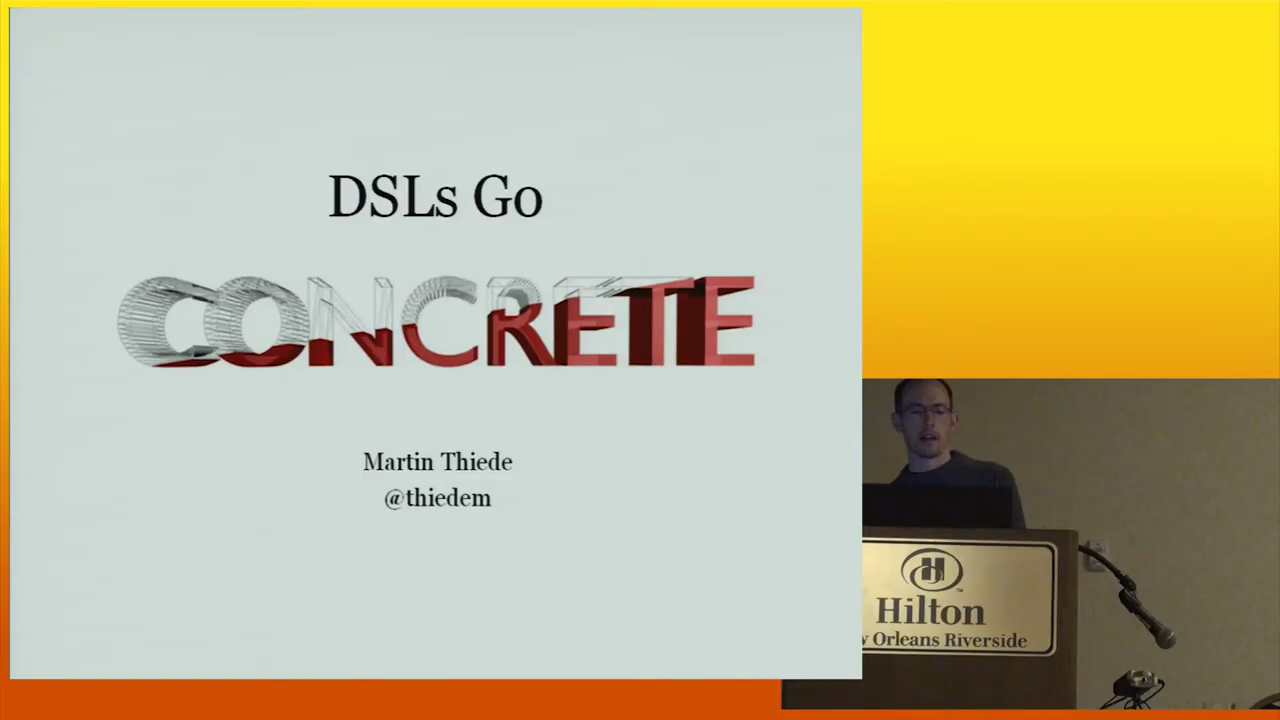 DSLs Go
CONCRETE
Martin Thiede
@thiedem
Hilton
Orleans Riverside